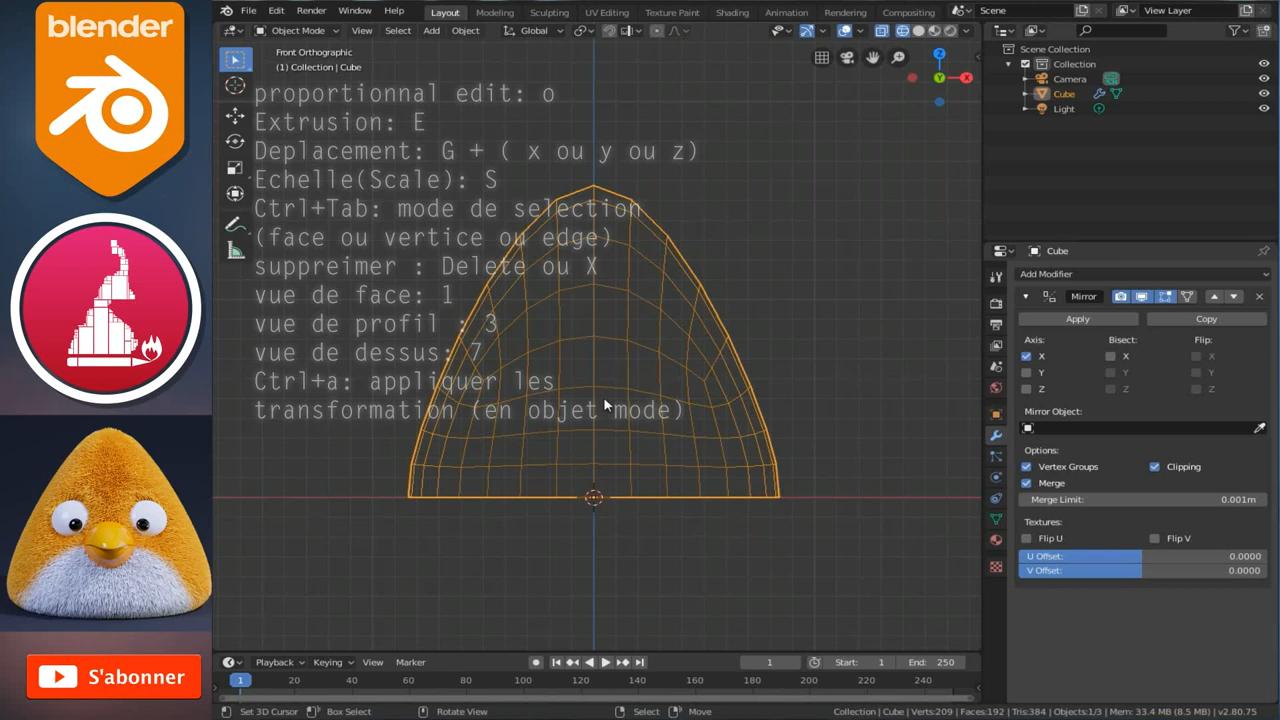 blender
S'abonner
File Edit Render Window Help
Layout Modeling Sculpting UV Editing Texture Paint Shading Animation Rendering Compositing
Scene
View Layer
Object Mode
View Select Add Object
Global
Front Orthographic
(1) Collection | Cube
proportionnal edit: o
Extrusion: E
Deplacement: G + ( x ou y ou z)
Echelle(Scale): S
Ctrl+Tab: mode de selection
(face ou vertice ou edge)
suppreimer : Delete ou X
vue de face: 1
vue de profil : 3
vue de dessus: 7
Ctrl+a: appliquer les
transformation (en objet mode)
Z
Y
X
Scene Collection
Collection
Camera
Cube
Light
Cube
Add Modifier
Mirror
Apply Copy
Axis: Bisect: Flip:
X X X
Y Y Y
Z Z Z
Mirror Object:
Options:
Vertex Groups Clipping
Merge
Merge Limit: 0.001m
Textures:
Flip U Flip V
U Offset: 0.0000
V Offset: 0.0000
Playback Keying View Marker
1 Start: 1 End: 250
1 20 40 60 80 100 120 140 160 180 200 220 240
Set 3D Cursor Box Select Rotate View Select Move
Collection | Cube | Verts:209 | Faces:192 | Tris:384 | Objects:1/3 | Mem: 33.4 MB (8.5 MB) | v2.80.75